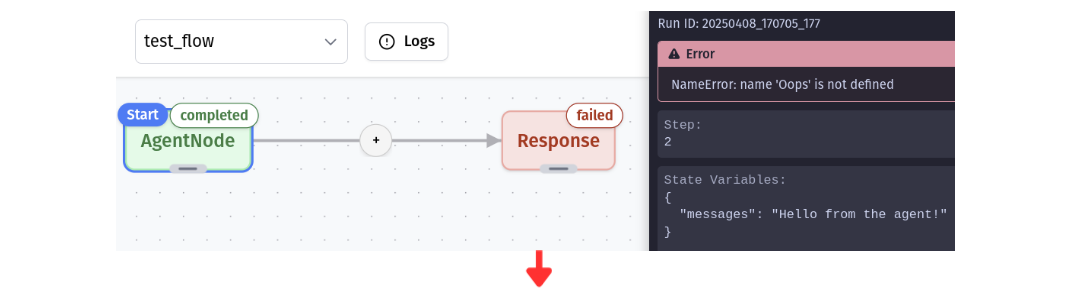 test_flow
Logs
Start
completed
AgentNode
+
failed
Response
Run ID: 20250408_170705_177
Error
NameError: name 'Oops' is not defined
Step:
2
State Variables:
{
"messages": "Hello from the agent!"
}